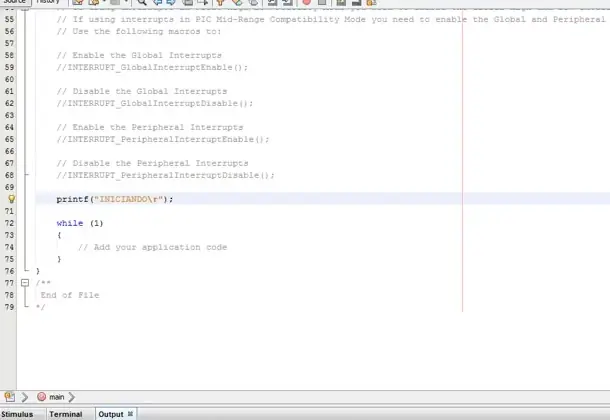 Source History
55 // If using interrupts in PIC Mid-Range Compatibility Mode you need to enable the Global and Peripheral
56 // Use the following macros to:
57
58 // Enable the Global Interrupts
59 //INTERRUPT_GlobalInterruptEnable();
60
61 // Disable the Global Interrupts
62 //INTERRUPT_GlobalInterruptDisable();
63
64 // Enable the Peripheral Interrupts
65 //INTERRUPT_PeripheralInterruptEnable();
66
67 // Disable the Peripheral Interrupts
68 //INTERRUPT_PeripheralInterruptDisable();
69
printf("INICIANDO\r");
71
72 while (1)
73 {
74 // Add your application code
75 }
76 }
77 /**
78 End of File
79 */
main
Stimulus Terminal Output